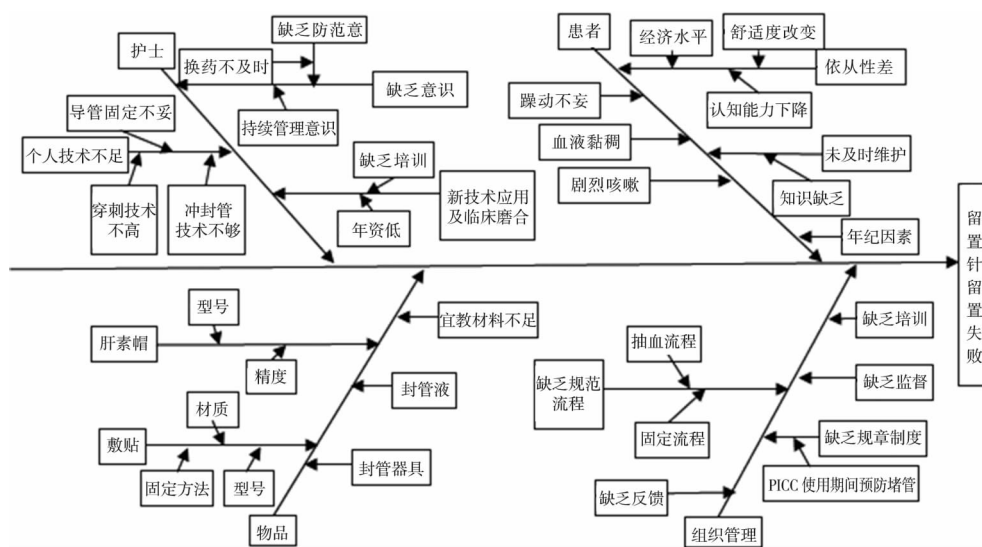 护士
缺乏防范意
换药不及时
缺乏意识
持续管理意识
导管固定不妥
个人技术不足
穿刺技术
不高
冲封管
技术不够
缺乏培训
年资低
新技术应用
及临床磨合
患者
经济水平
舒适度改变
依从性差
认知能力下降
躁动不妄
血液黏稠
未及时维护
知识缺乏
剧烈咳嗽
年纪因素
留
置
针
留
置
失
败
型号
肝素帽
精度
宜教材料不足
封管液
材质
敷贴
固定方法
型号
封管器具
物品
抽血流程
缺乏规范
流程
固定流程
缺乏培训
缺乏监督
缺乏规章制度
PICC 使用期间预防堵管
缺乏反馈
组织管理